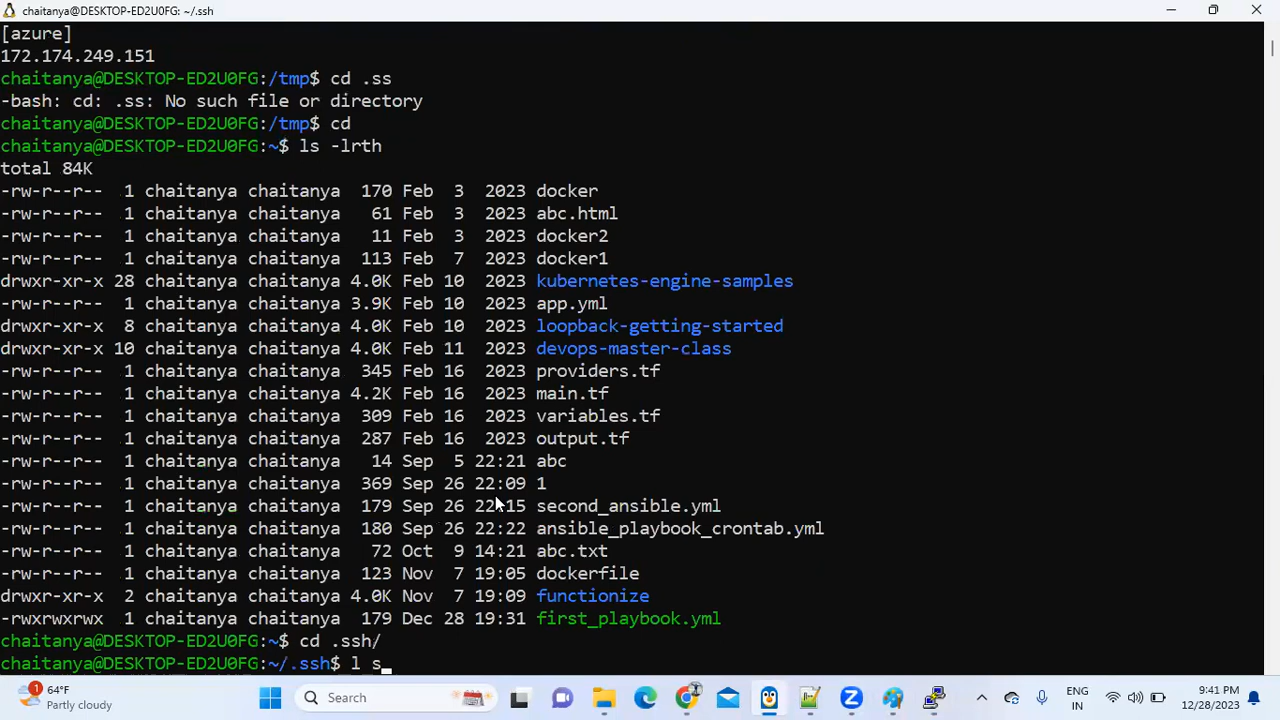 chaitanya@DESKTOP-ED2U0FG: ~/.ssh
[azure]
172.174.249.151
chaitanya@DESKTOP-ED2U0FG:/tmp$ cd .ss
-bash: cd: .ss: No such file or directory
chaitanya@DESKTOP-ED2U0FG:/tmp$ cd
chaitanya@DESKTOP-ED2U0FG:~$ ls -lrth
total 84K
-rw-r--r-- 1 chaitanya chaitanya 170 Feb 3 2023 docker
-rw-r--r-- 1 chaitanya chaitanya 61 Feb 3 2023 abc.html
-rw-r--r-- 1 chaitanya chaitanya 11 Feb 3 2023 docker2
-rw-r--r-- 1 chaitanya chaitanya 113 Feb 7 2023 docker1
drwxr-xr-x 28 chaitanya chaitanya 4.0K Feb 10 2023 kubernetes-engine-samples
-rw-r--r-- 1 chaitanya chaitanya 3.9K Feb 10 2023 app.yml
drwxr-xr-x 8 chaitanya chaitanya 4.0K Feb 10 2023 loopback-getting-started
drwxr-xr-x 10 chaitanya chaitanya 4.0K Feb 11 2023 devops-master-class
-rw-r--r-- 1 chaitanya chaitanya 345 Feb 16 2023 providers.tf
-rw-r--r-- 1 chaitanya chaitanya 4.2K Feb 16 2023 main.tf
-rw-r--r-- 1 chaitanya chaitanya 309 Feb 16 2023 variables.tf
-rw-r--r-- 1 chaitanya chaitanya 287 Feb 16 2023 output.tf
-rw-r--r-- 1 chaitanya chaitanya 14 Sep 5 22:21 abc
-rw-r--r-- 1 chaitanya chaitanya 369 Sep 26 22:09 1
-rw-r--r-- 1 chaitanya chaitanya 179 Sep 26 22:15 second_ansible.yml
-rw-r--r-- 1 chaitanya chaitanya 180 Sep 26 22:22 ansible_playbook_crontab.yml
-rw-r--r-- 1 chaitanya chaitanya 72 Oct 9 14:21 abc.txt
-rw-r--r-- 1 chaitanya chaitanya 123 Nov 7 19:05 dockerfile
drwxr-xr-x 2 chaitanya chaitanya 4.0K Nov 7 19:09 functionize
-rwxrwxrwx 1 chaitanya chaitanya 179 Dec 28 19:31 first_playbook.yml
chaitanya@DESKTOP-ED2U0FG:~$ cd .ssh/
chaitanya@DESKTOP-ED2U0FG:~/.ssh$ l s
1
64°F
Partly cloudy
Search
ENG
IN
9:41 PM
12/28/2023